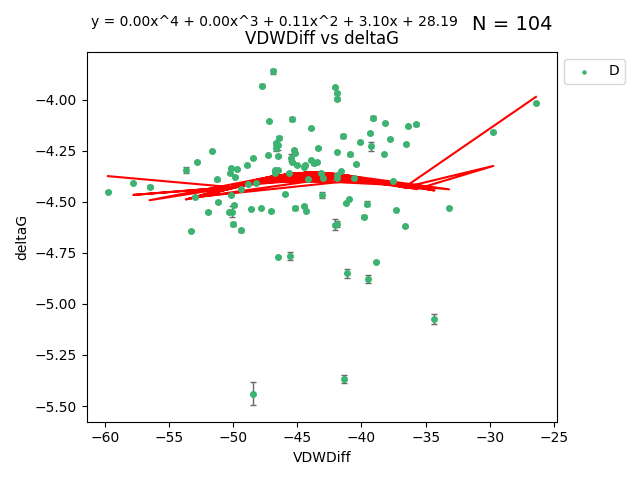 y = 0.00x^4 + 0.00x^3 + 0.11x^2 + 3.10x + 28.19
N = 104
VDWDiff vs deltaG
D
−4.00
−4.25
−4.50
−4.75
−5.00
−5.25
−5.50
deltaG
−60
−55
−50
−45
−40
−35
−30
−25
VDWDiff